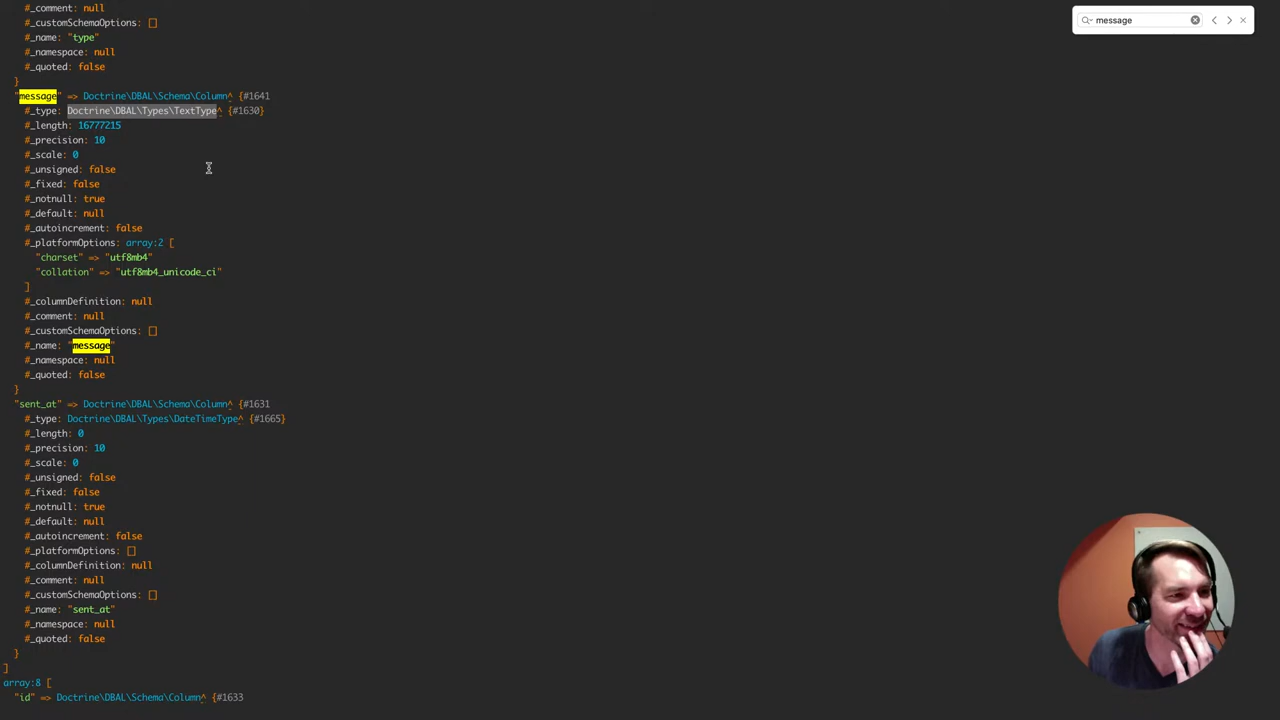 #_comment: null
#_customSchemaOptions: []
#_name: "type"
#_namespace: null
#_quoted: false
}
"message" => Doctrine\DBAL\Schema\Column^ {#1641
#_type: Doctrine\DBAL\Types\TextType^ {#1630}
#_length: 16777215
#_precision: 10
#_scale: 0
#_unsigned: false
#_fixed: false
#_notnull: true
#_default: null
#_autoincrement: false
#_platformOptions: array:2 [
"charset" => "utf8mb4"
"collation" => "utf8mb4_unicode_ci"
]
#_columnDefinition: null
#_comment: null
#_customSchemaOptions: []
#_name: "message"
#_namespace: null
#_quoted: false
}
"sent_at" => Doctrine\DBAL\Schema\Column^ {#1631
#_type: Doctrine\DBAL\Types\DateTimeType^ {#1665}
#_length: 0
#_precision: 10
#_scale: 0
#_unsigned: false
#_fixed: false
#_notnull: true
#_default: null
#_autoincrement: false
#_platformOptions: []
#_columnDefinition: null
#_comment: null
#_customSchemaOptions: []
#_name: "sent_at"
#_namespace: null
#_quoted: false
}
]
array:8 [
"id" => Doctrine\DBAL\Schema\Column^ {#1633
message